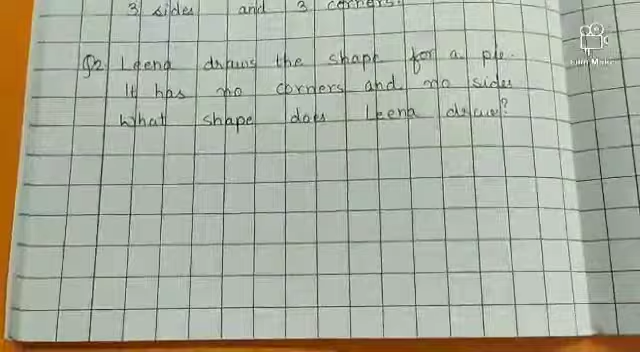 3 sides and 3 corners.
Q2 Leena draws the shape for a pie.
It has no corners and no sides
What shape does Leena draw?
Film Maker